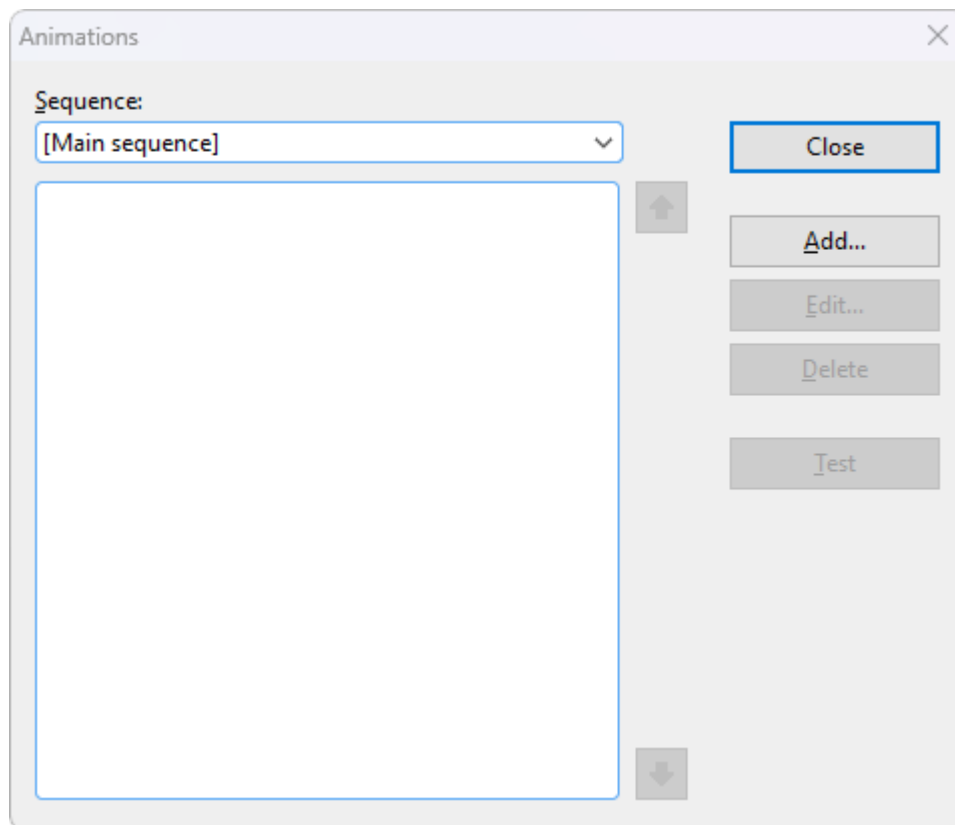 Animations
Sequence:
[Main sequence]
Close
Add...
Edit...
Delete
Test